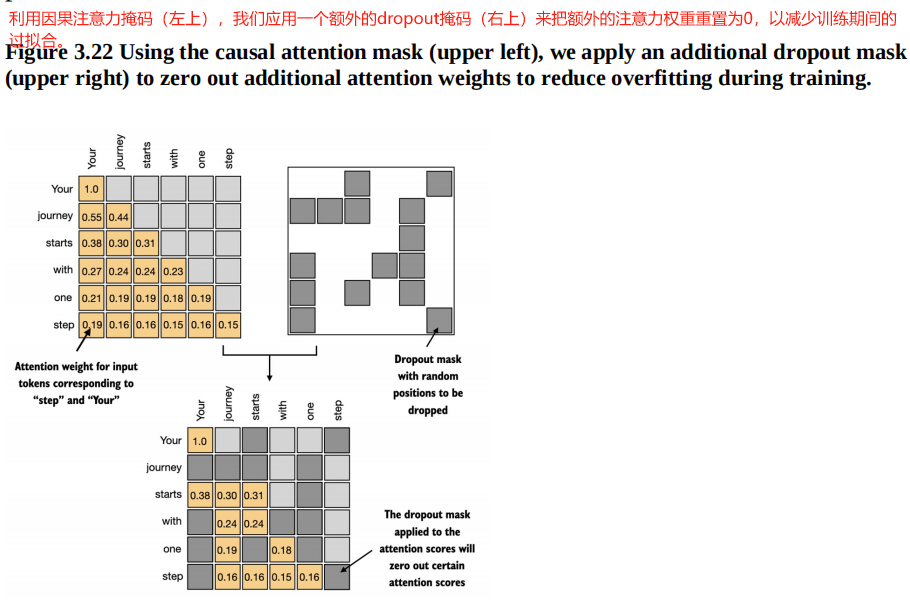 利用因果注意力掩码（左上），我们应用一个额外的dropout掩码（右上）来把额外的注意力权重重置为0，以减少训练期间的
过拟合。
Figure 3.22 Using the causal attention mask (upper left), we apply an additional dropout mask
(upper right) to zero out additional attention weights to reduce overfitting during training.
Your journey starts with one step
Your 1.0
journey 0.55 0.44
starts 0.38 0.30 0.31
with 0.27 0.24 0.24 0.23
one 0.21 0.19 0.19 0.18 0.19
step 0.19 0.16 0.16 0.15 0.16 0.15
Attention weight for input
tokens corresponding to
“step” and “Your”
Dropout mask
with random
positions to be
dropped
Your journey starts with one step
Your 1.0
journey
starts 0.38 0.30 0.31
with 0.24 0.24
one 0.19 0.18
step 0.16 0.16 0.15 0.16
The dropout mask
applied to the
attention scores will
zero out certain
attention scores